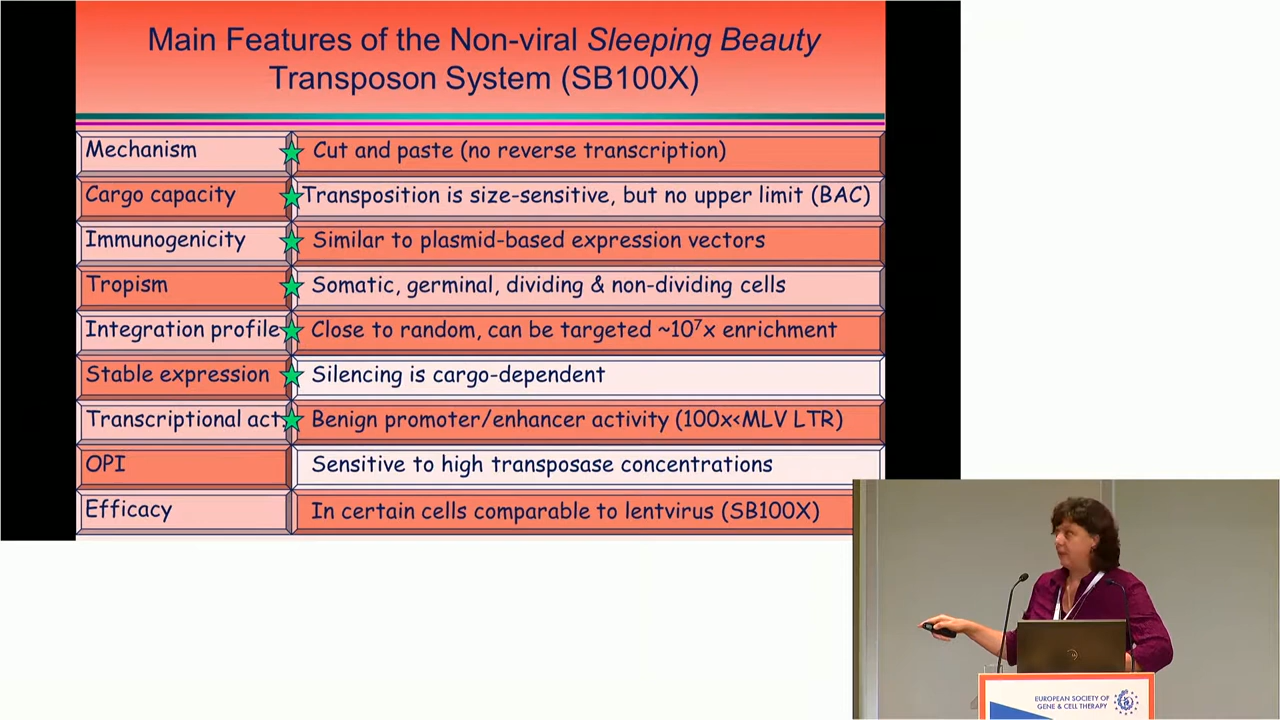 Main Features of the Non-viral Sleeping Beauty
Transposon System (SB100X)
Mechanism Cut and paste (no reverse transcription)
Cargo capacity Transposition is size-sensitive, but no upper limit (BAC)
Immunogenicity Similar to plasmid-based expression vectors
Tropism Somatic, germinal, dividing & non-dividing cells
Integration profile Close to random, can be targeted ~10⁷x enrichment
Stable expression Silencing is cargo-dependent
Transcriptional act. Benign promoter/enhancer activity (100x<MLV LTR)
OPI Sensitive to high transposase concentrations
Efficacy In certain cells comparable to lentvirus (SB100X)
EUROPEAN SOCIETY OF
GENE & CELL THERAPY